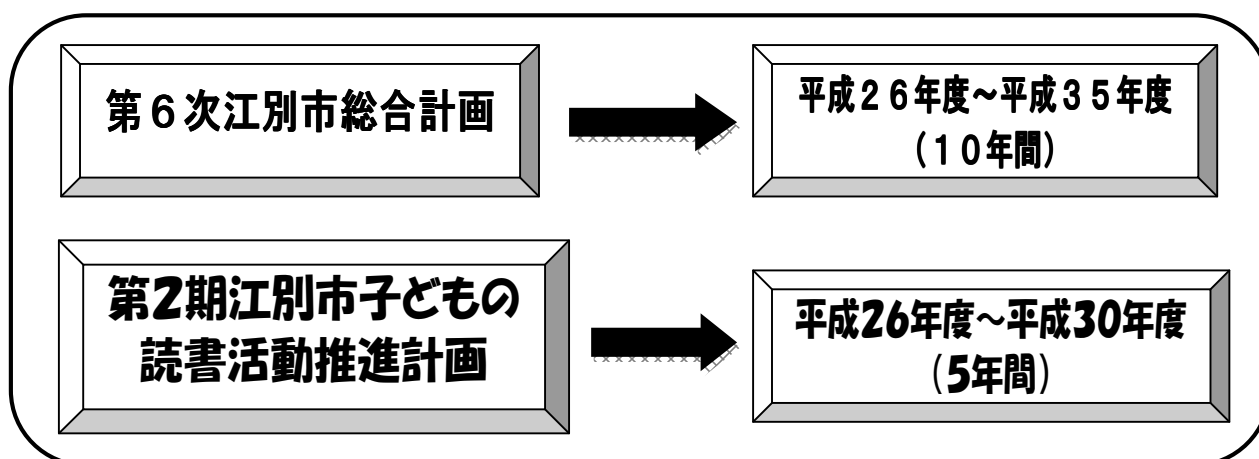 第６次江別市総合計画
平成２６年度～平成３５年度
（１０年間）
第2期江別市子どもの
読書活動推進計画
平成26年度～平成30年度
（5年間）